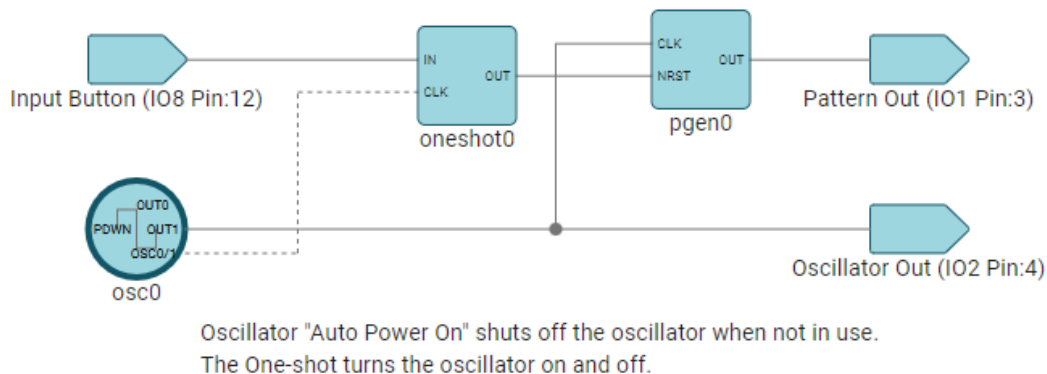 IN
OUT
CLK
oneshot0
CLK
OUT
NRST
pgen0
Input Button (IO8 Pin:12)
Pattern Out (IO1 Pin:3)
OUT0
PDWN
OUT1
OSC0/1
osc0
Oscillator Out (IO2 Pin:4)
Oscillator "Auto Power On" shuts off the oscillator when not in use.
The One-shot turns the oscillator on and off.